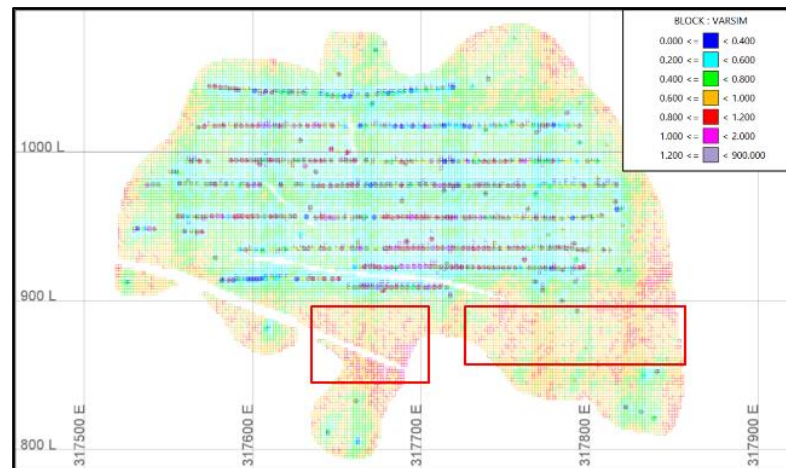 BLOCK : VARSIM
0.000 <= < 0.400
0.200 <= < 0.600
0.400 <= < 0.800
0.600 <= < 1.000
0.800 <= < 1.200
1.000 <= < 2.000
1.200 <= < 900.000
1000 L
900 L
800 L
317500 E
317600 E
317700 E
317800 E
317900 E